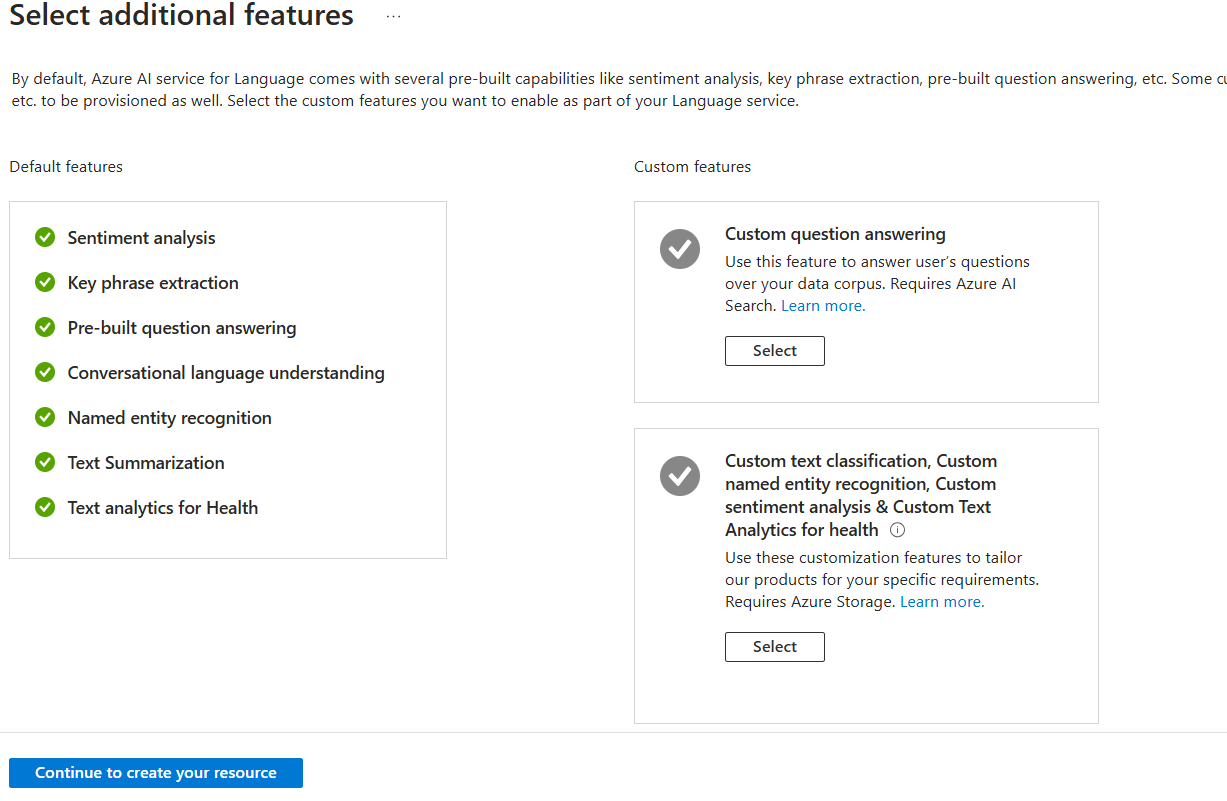 Select additional features ...
By default, Azure AI service for Language comes with several pre-built capabilities like sentiment analysis, key phrase extraction, pre-built question answering, etc. Some
etc. to be provisioned as well. Select the custom features you want to enable as part of your Language service.
Default features
Sentiment analysis
Key phrase extraction
Pre-built question answering
Conversational language understanding
Named entity recognition
Text Summarization
Text analytics for Health
Custom features
Custom question answering
Use this feature to answer user’s questions
over your data corpus. Requires Azure AI
Search. Learn more.
Select
Custom text classification, Custom
named entity recognition, Custom
sentiment analysis & Custom Text
Analytics for health
Use these customization features to tailor
our products for your specific requirements.
Requires Azure Storage. Learn more.
Select
Continue to create your resource